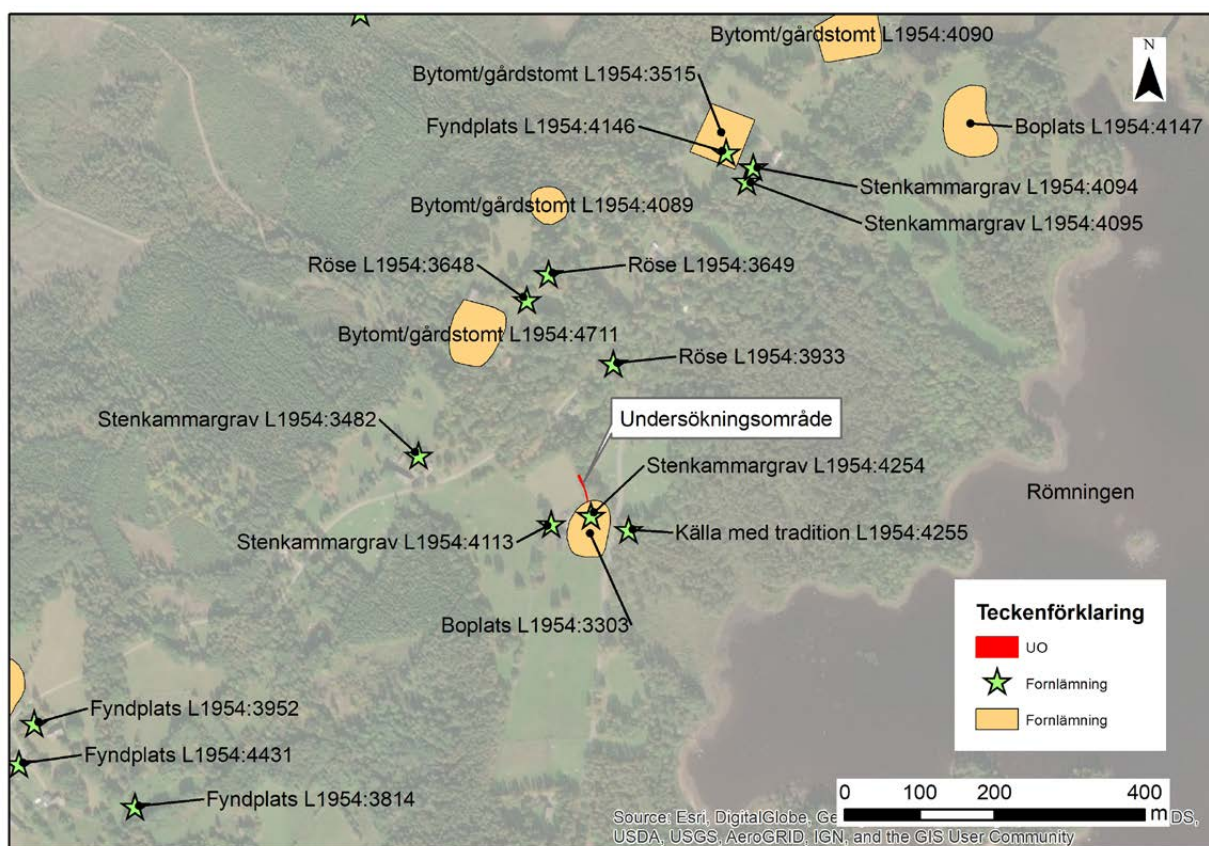 Bytomt/gårdstomt L1954:4090
N
Bytomt/gårdstomt L1954:3515
Fyndplats L1954:4146
Boplats L1954:4147
Stenkammargrav L1954:4094
Bytomt/gårdstomt L1954:4089
Stenkammargrav L1954:4095
Röse L1954:3648
Röse L1954:3649
Bytomt/gårdstomt L1954:4711
Röse L1954:3933
Stenkammargrav L1954:3482
Undersökningsområde
Stenkammargrav L1954:4254
Römningen
Stenkammargrav L1954:4113
Källa med tradition L1954:4255
Boplats L1954:3303
Teckenförklaring
UO
Fornlämning
Fornlämning
Fyndplats L1954:3952
Fyndplats L1954:4431
Fyndplats L1954:3814
0 100 200 400
m
Source: Esri, DigitalGlobe, DS,
USDA, USGS, AeroGRID, IGN, and the GIS User Community